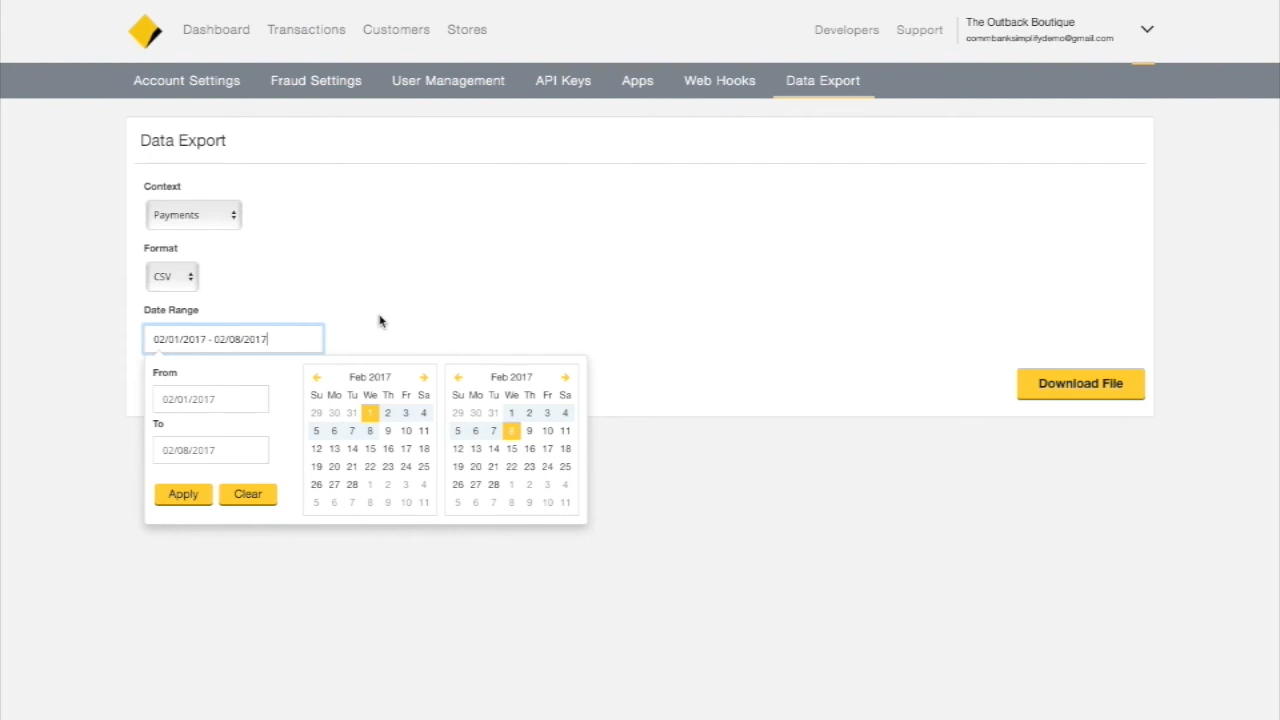 Dashboard Transactions Customers Stores Developers Support The Outback Boutique
commbanksimplifydemo@gmail.com
Account Settings Fraud Settings User Management API Keys Apps Web Hooks Data Export
Data Export
Context
Payments
Format
CSV
Date Range
02/01/2017 - 02/08/2017
From
02/01/2017
To
02/08/2017
Apply Clear
Feb 2017
Su Mo Tu We Th Fr Sa
29 30 31 1 2 3 4
5 6 7 8 9 10 11
12 13 14 15 16 17 18
19 20 21 22 23 24 25
26 27 28 1 2 3 4
5 6 7 8 9 10 11
Feb 2017
Su Mo Tu We Th Fr Sa
29 30 31 1 2 3 4
5 6 7 8 9 10 11
12 13 14 15 16 17 18
19 20 21 22 23 24 25
26 27 28 1 2 3 4
5 6 7 8 9 10 11
Download File